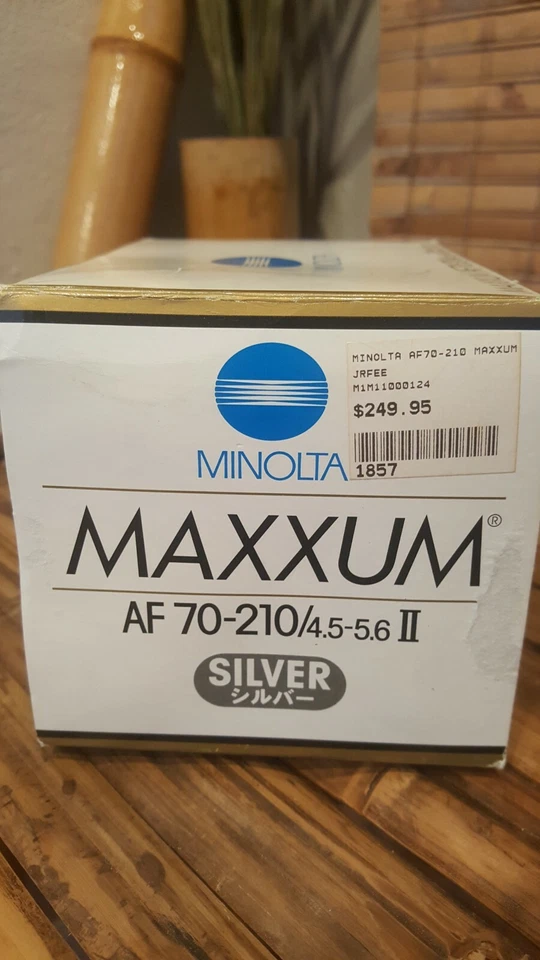 MINOLTA
MINOLTA AF70-210 MAXXUM
JRFEE
M1M11000124
$249.95
1857
MAXXUM®
AF 70-210/4.5-5.6 II
SILVER
シルバー